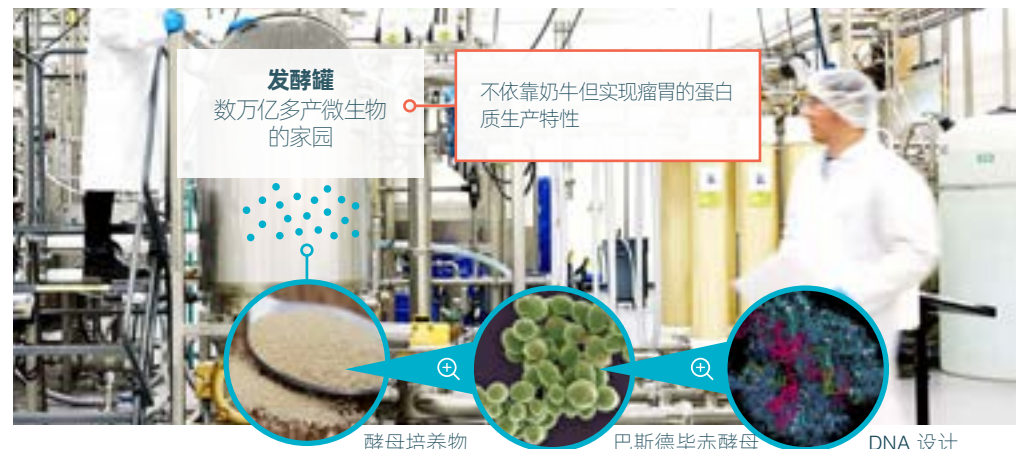 发酵罐
数万亿多产微生物
的家园
不依靠奶牛但实现瘤胃的蛋白
质生产特性
酵母培养物
巴斯德毕赤酵母
DNA 设计